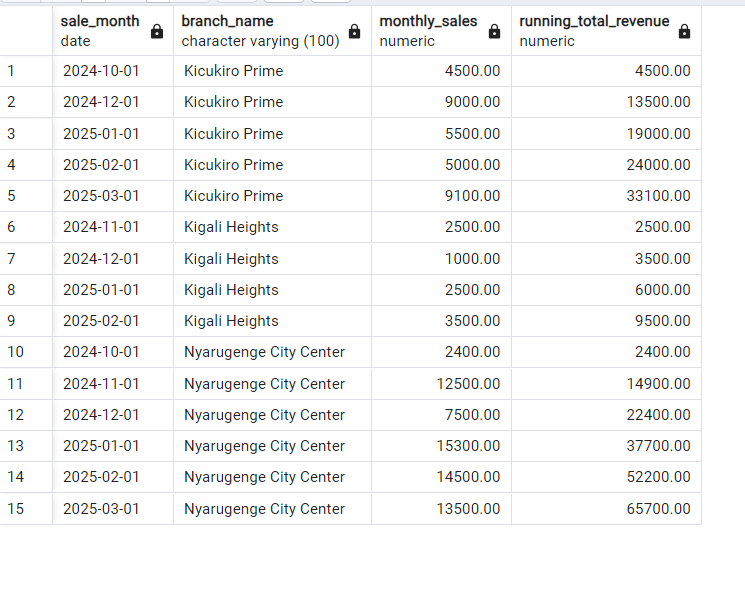 sale_month branch_name monthly_sales running_total_revenue
date character varying (100) numeric numeric
1 2024-10-01 Kicukiro Prime 4500.00 4500.00
2 2024-12-01 Kicukiro Prime 9000.00 13500.00
3 2025-01-01 Kicukiro Prime 5500.00 19000.00
4 2025-02-01 Kicukiro Prime 5000.00 24000.00
5 2025-03-01 Kicukiro Prime 9100.00 33100.00
6 2024-11-01 Kigali Heights 2500.00 2500.00
7 2024-12-01 Kigali Heights 1000.00 3500.00
8 2025-01-01 Kigali Heights 2500.00 6000.00
9 2025-02-01 Kigali Heights 3500.00 9500.00
10 2024-10-01 Nyarugenge City Center 2400.00 2400.00
11 2024-11-01 Nyarugenge City Center 12500.00 14900.00
12 2024-12-01 Nyarugenge City Center 7500.00 22400.00
13 2025-01-01 Nyarugenge City Center 15300.00 37700.00
14 2025-02-01 Nyarugenge City Center 14500.00 52200.00
15 2025-03-01 Nyarugenge City Center 13500.00 65700.00